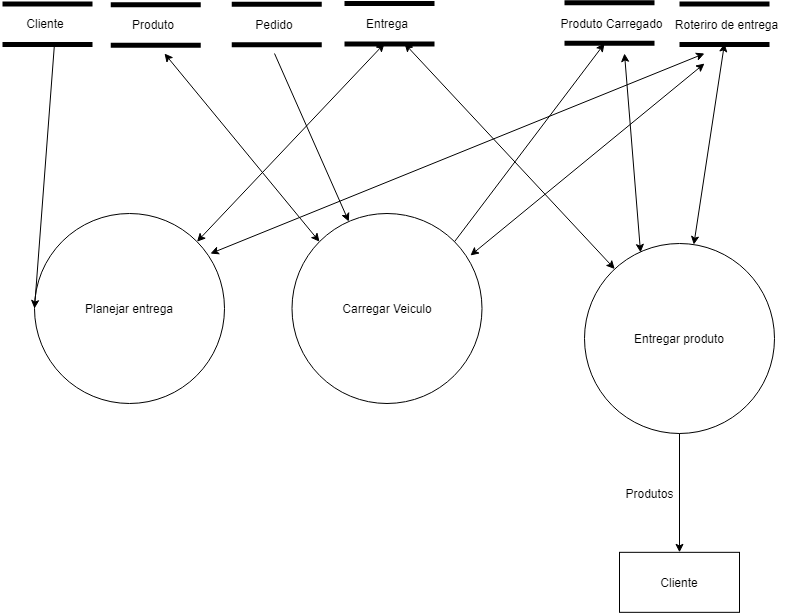 Cliente
Produto
Pedido
Entrega
Produto Carregado
Roteriro de entrega
Planejar entrega
Carregar Veiculo
Entregar produto
Produtos
Cliente